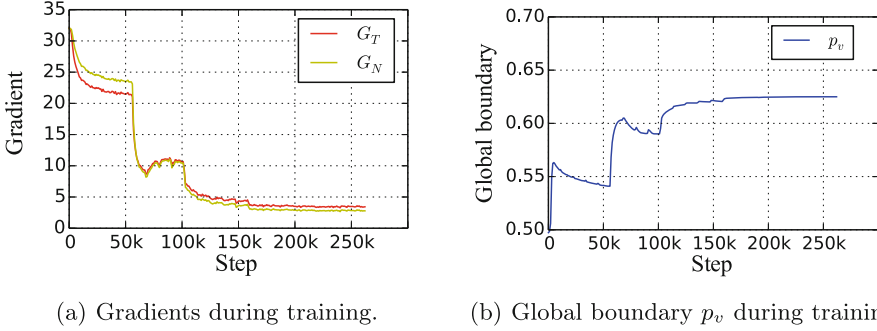 35
30
25
20
15
10
5
0
Gradient
0 50k 100k 150k 200k 250k
Step
G_T
G_N
(a) Gradients during training.
0.70
0.65
0.60
0.55
0.50
Global boundary
0 50k 100k 150k 200k 250k
Step
p_v
(b) Global boundary p_v during trainin